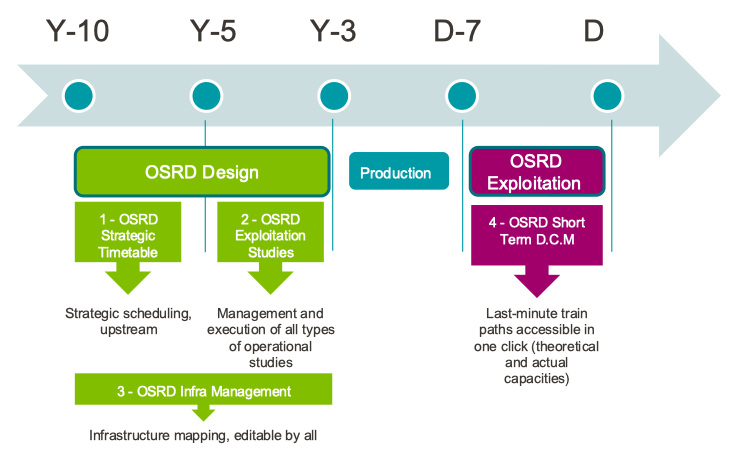 Y-10
Y-5
Y-3
D-7
D
OSRD Design
Production
OSRD
Exploitation
1 - OSRD
Strategic
Timetable
2 - OSRD
Exploitation
Studies
4 - OSRD Short
Term D.C.M
Strategic scheduling,
upstream
Management and
execution of all types
of operational
studies
Last-minute train
paths accessible in
one click (theoretical
and actual
capacities)
3 - OSRD Infra Management
Infrastructure mapping, editable by all